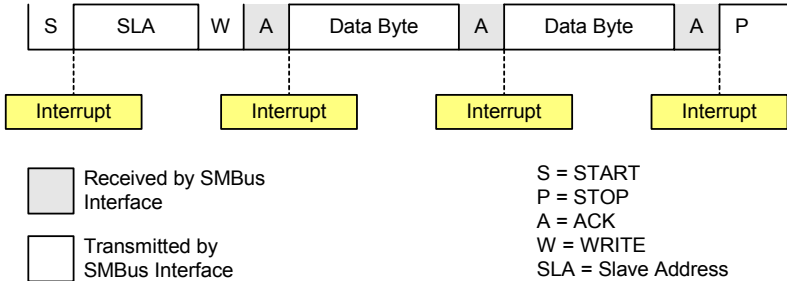 S SLA W A Data Byte A Data Byte A P
Interrupt Interrupt Interrupt Interrupt
Received by SMBus
Interface
Transmitted by
SMBus Interface
S = START
P = STOP
A = ACK
W = WRITE
SLA = Slave Address